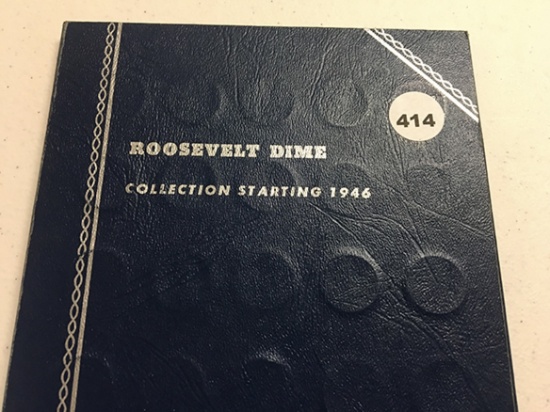 414
ROOSEVELT DIME
COLLECTION STARTING 1946